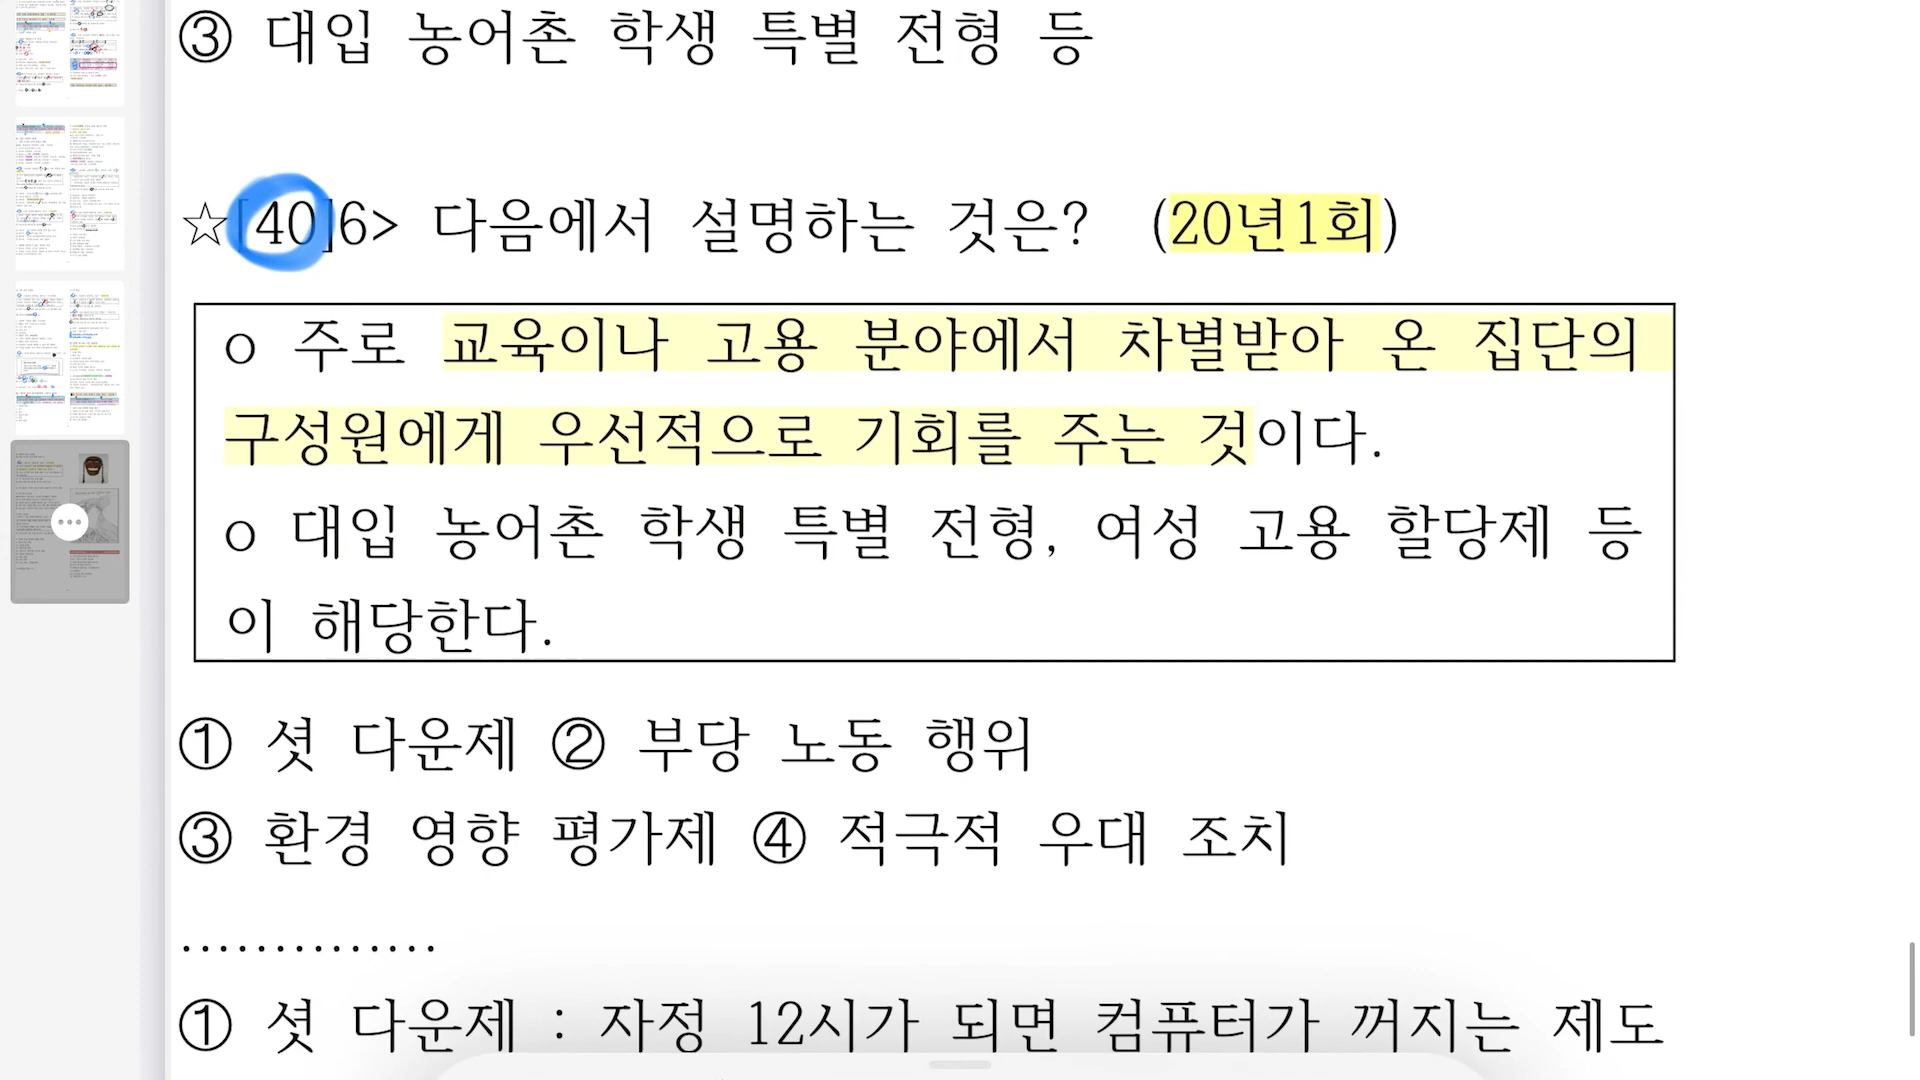 ③ 대입 농어촌 학생 특별 전형 등
☆[40]6> 다음에서 설명하는 것은? (20년1회)
o 주로 교육이나 고용 분야에서 차별받아 온 집단의
구성원에게 우선적으로 기회를 주는 것이다.
o 대입 농어촌 학생 특별 전형, 여성 고용 할당제 등
이 해당한다.
① 셧 다운제 ② 부당 노동 행위
③ 환경 영향 평가제 ④ 적극적 우대 조치
..............
① 셧 다운제 : 자정 12시가 되면 컴퓨터가 꺼지는 제도